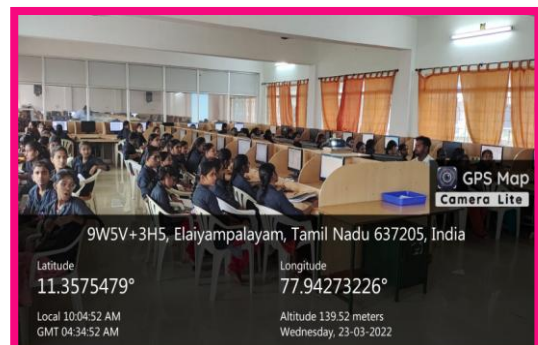 GPS Map
Camera Lite
9W5V+3H5, Elaiyampalayam, Tamil Nadu 637205, India
Latitude
11.3575479°
Longitude
77.94273226°
Local 10:04:52 AM
GMT 04:34:52 AM
Altitude 139.52 meters
Wednesday, 23-03-2022